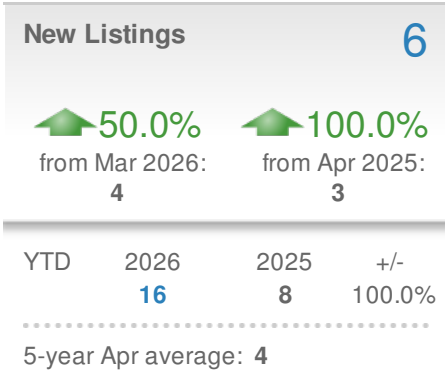 New Listings 6
50.0% 100.0%
from Mar 2026: from Apr 2025:
4 3
YTD 2026 2025 +/-
16 8 100.0%
5-year Apr average: 4